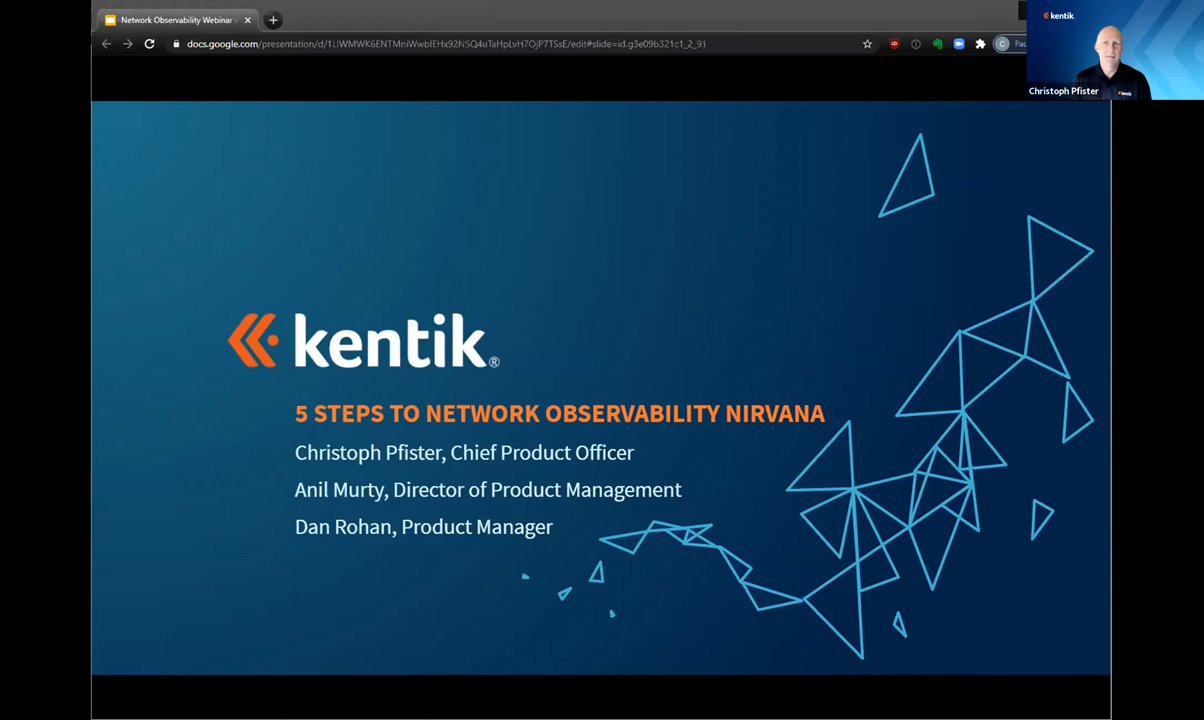 Network Observability Webinar
kentik.
docs.google.com/presentation/d/1LlWMWK6ENTMniWwbIEHx92NSQ4uTaHpLvH7OJP7TSsE/edit#slide=id.g3e09b321c1_2_91
C
Christoph Pfister
kentik®
5 STEPS TO NETWORK OBSERVABILITY NIRVANA
Christoph Pfister, Chief Product Officer
Anil Murty, Director of Product Management
Dan Rohan, Product Manager